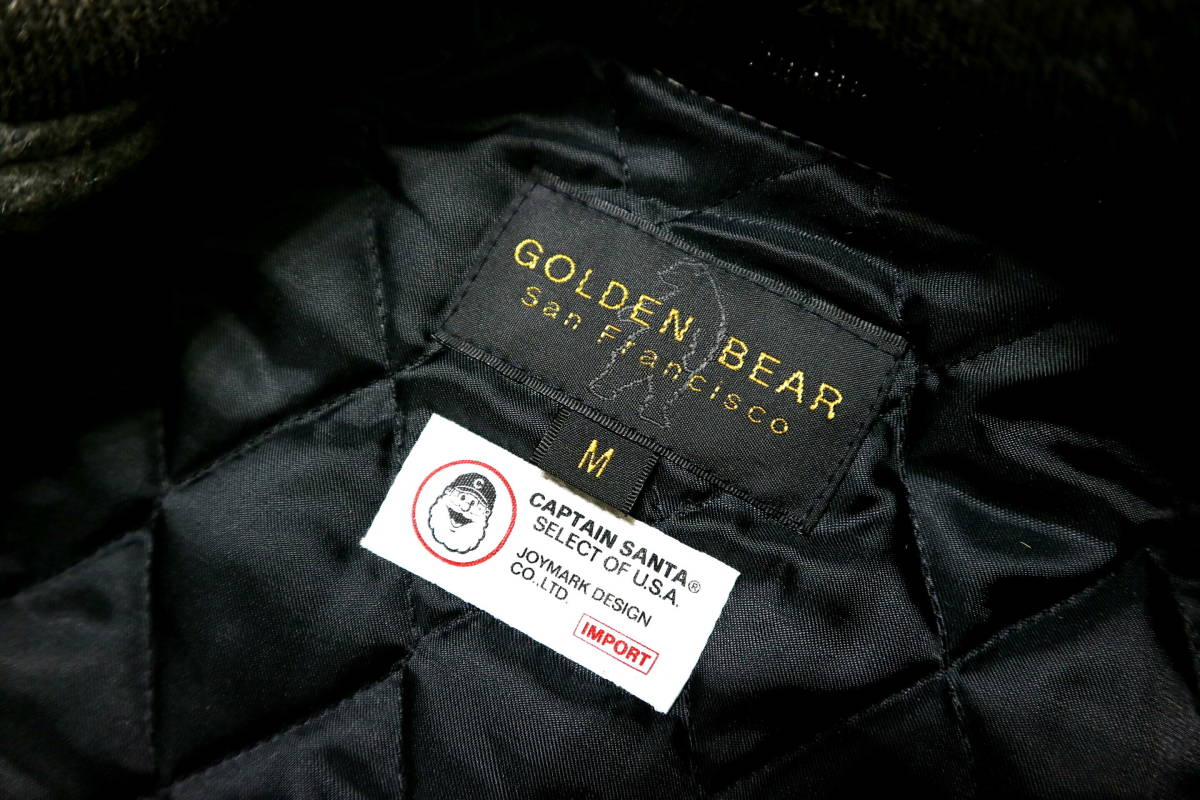 GOLDEN BEAR
San Francisco
M
C
CAPTAIN SANTA®
SELECT OF U.S.A.
JOYMARK DESIGN
CO.,LTD.
IMPORT